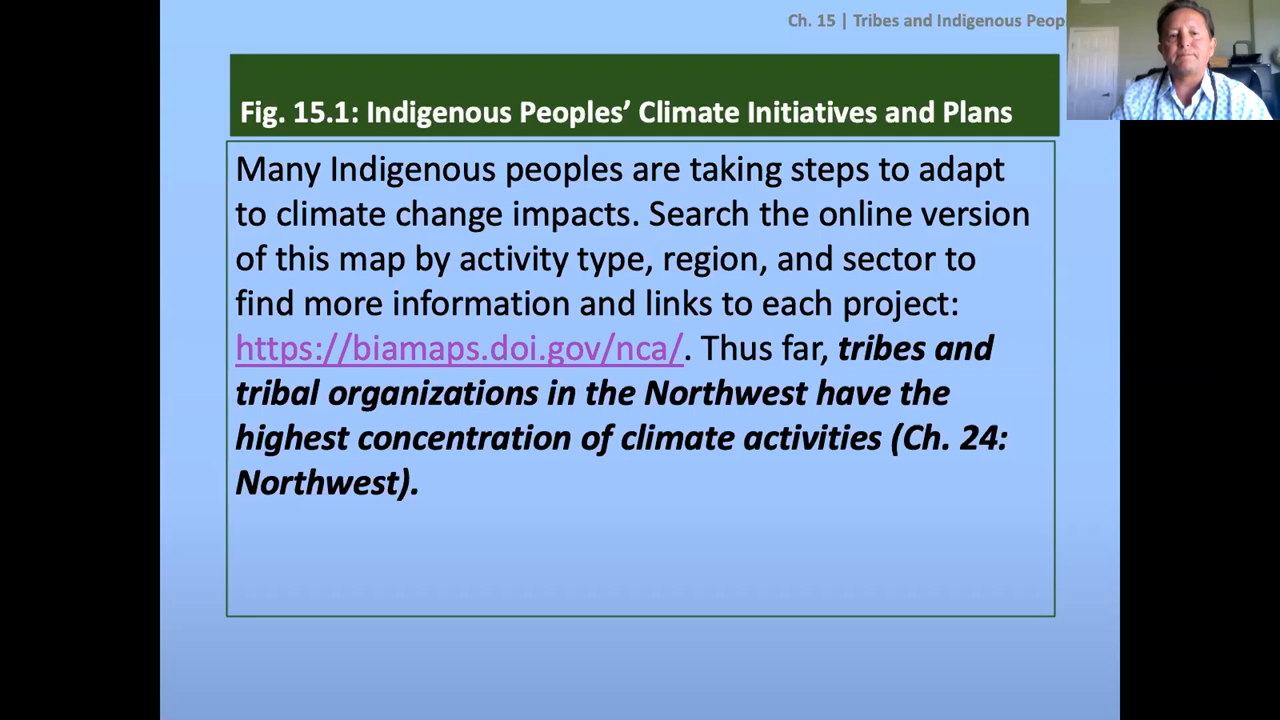 Ch. 15 | Tribes and Indigenous
Fig. 15.1: Indigenous Peoples’ Climate Initiatives and Plans
Many Indigenous peoples are taking steps to adapt
to climate change impacts. Search the online version
of this map by activity type, region, and sector to
find more information and links to each project:
https://biamaps.doi.gov/nca/. Thus far, tribes and
tribal organizations in the Northwest have the
highest concentration of climate activities (Ch. 24:
Northwest).